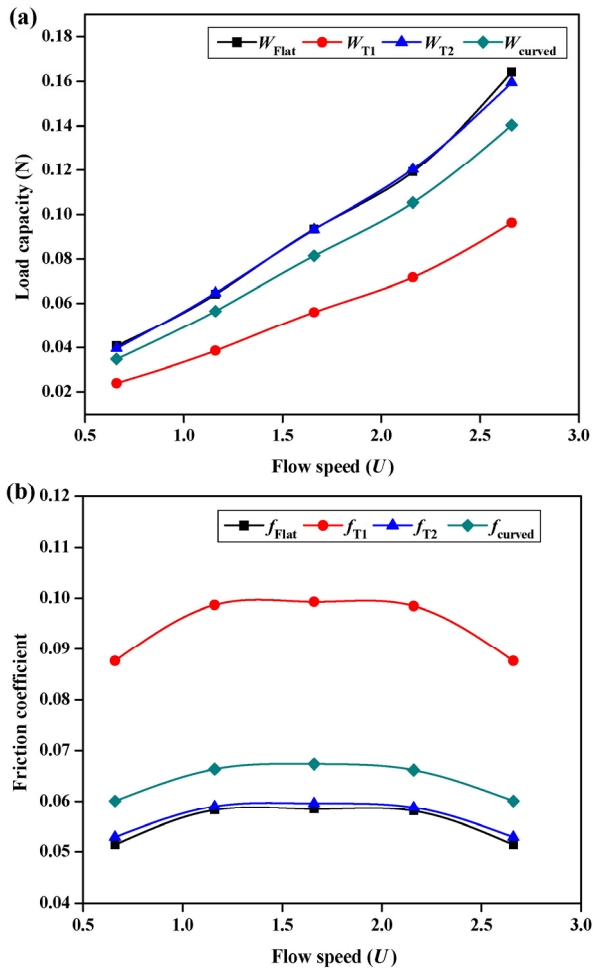 (a)
W_Flat W_T1 W_T2 W_curved
0.18
0.16
0.14
0.12
0.10
0.08
0.06
0.04
0.02
Load capacity (N)
0.5 1.0 1.5 2.0 2.5 3.0
Flow speed (U)
(b)
0.12
f_Flat f_T1 f_T2 f_curved
0.11
0.10
0.09
0.08
0.07
0.06
0.05
0.04
Friction coefficient
0.5 1.0 1.5 2.0 2.5 3.0
Flow speed (U)